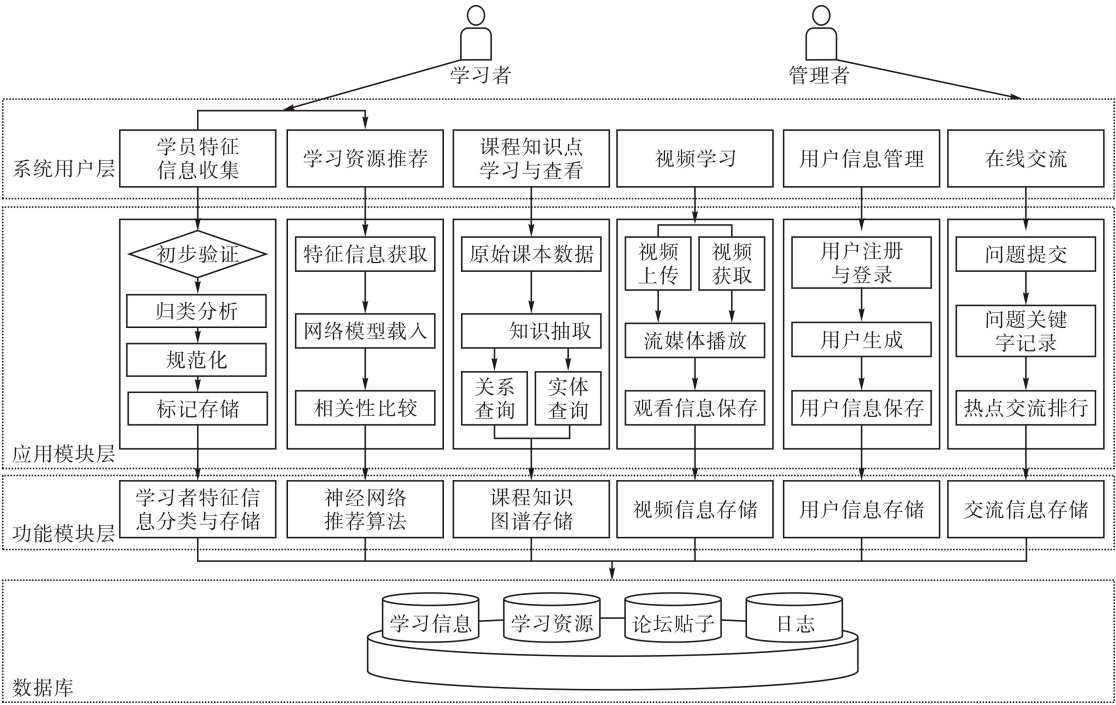 学习者
管理者
系统用户层
学员特征
信息收集
学习资源推荐
课程知识点
学习与查看
视频学习
用户信息管理
在线交流
应用模块层
初步验证
归类分析
规范化
标记存储
特征信息获取
网络模型载入
相关性比较
原始课本数据
知识抽取
关系
查询
实体
查询
视频
上传
视频
获取
流媒体播放
观看信息保存
用户注册
与登录
用户生成
用户信息保存
问题提交
问题关键
字记录
热点交流排行
功能模块层
学习者特征信
息分类与存储
神经网络
推荐算法
课程知识
图谱存储
视频信息存储
用户信息存储
交流信息存储
学习信息
学习资源
论坛贴子
日志
数据库